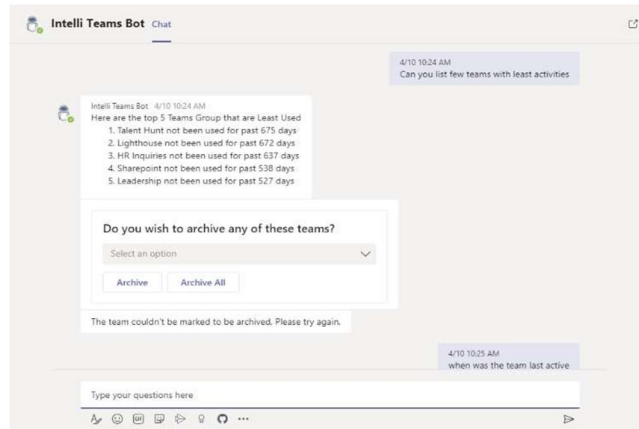 Intelli Teams Bot Chat
4/10 10:24 AM
Can you list few teams with least activities
Intelli Teams Bot 4/10 10:24 AM
Here are the top 5 Teams Group that are Least Used
1. Talent Hunt not been used for past 675 days
2. Lighthouse not been used for past 672 days
3. HR Inquiries not been used for past 637 days
4. Sharepoint not been used for past 538 days
5. Leadership not been used for past 527 days
Do you wish to archive any of these teams?
Select an option
Archive Archive All
The team couldn't be marked to be archived. Please try again.
4/10 10:25 AM
when was the team last active
Type your questions here
GIF